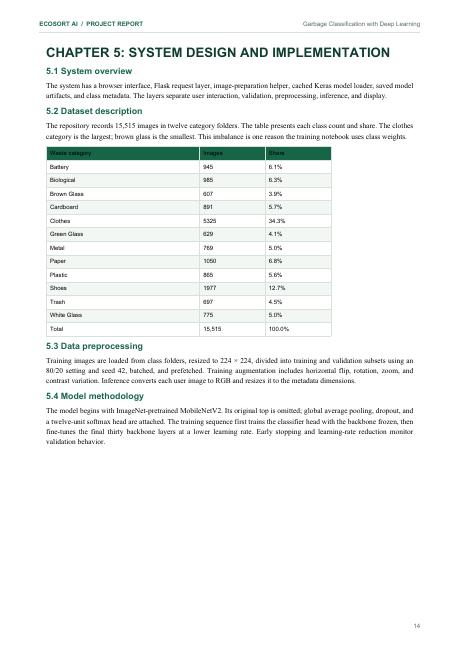 ECOSORT AI / PROJECT REPORT Garbage Classification with Deep Learning
CHAPTER 5: SYSTEM DESIGN AND IMPLEMENTATION
5.1 System overview
The system has a browser interface, Flask request layer, image-preparation helper, cached Keras model loader, saved model
artifacts, and class metadata. The layers separate user interaction, validation, preprocessing, inference, and display.
5.2 Dataset description
The repository records 15,515 images in twelve category folders. The table presents each class count and share. The clothes
category is the largest; brown glass is the smallest. This imbalance is one reason the training notebook uses class weights.
Waste category Images Share
Battery 945 6.1%
Biological 985 6.3%
Brown Glass 607 3.9%
Cardboard 891 5.7%
Clothes 5325 34.3%
Green Glass 629 4.1%
Metal 769 5.0%
Paper 1050 6.8%
Plastic 865 5.6%
Shoes 1977 12.7%
Trash 697 4.5%
White Glass 775 5.0%
Total 15,515 100.0%
5.3 Data preprocessing
Training images are loaded from class folders, resized to 224 × 224, divided into training and validation subsets using an
80/20 setting and seed 42, batched, and prefetched. Training augmentation includes horizontal flip, rotation, zoom, and
contrast variation. Inference converts each user image to RGB and resizes it to the metadata dimensions.
5.4 Model methodology
The model begins with ImageNet-pretrained MobileNetV2. Its original top is omitted; global average pooling, dropout, and
a twelve-unit softmax head are attached. The training sequence first trains the classifier head with the backbone frozen, then
fine-tunes the final thirty backbone layers at a lower learning rate. Early stopping and learning-rate reduction monitor
validation behavior.
14